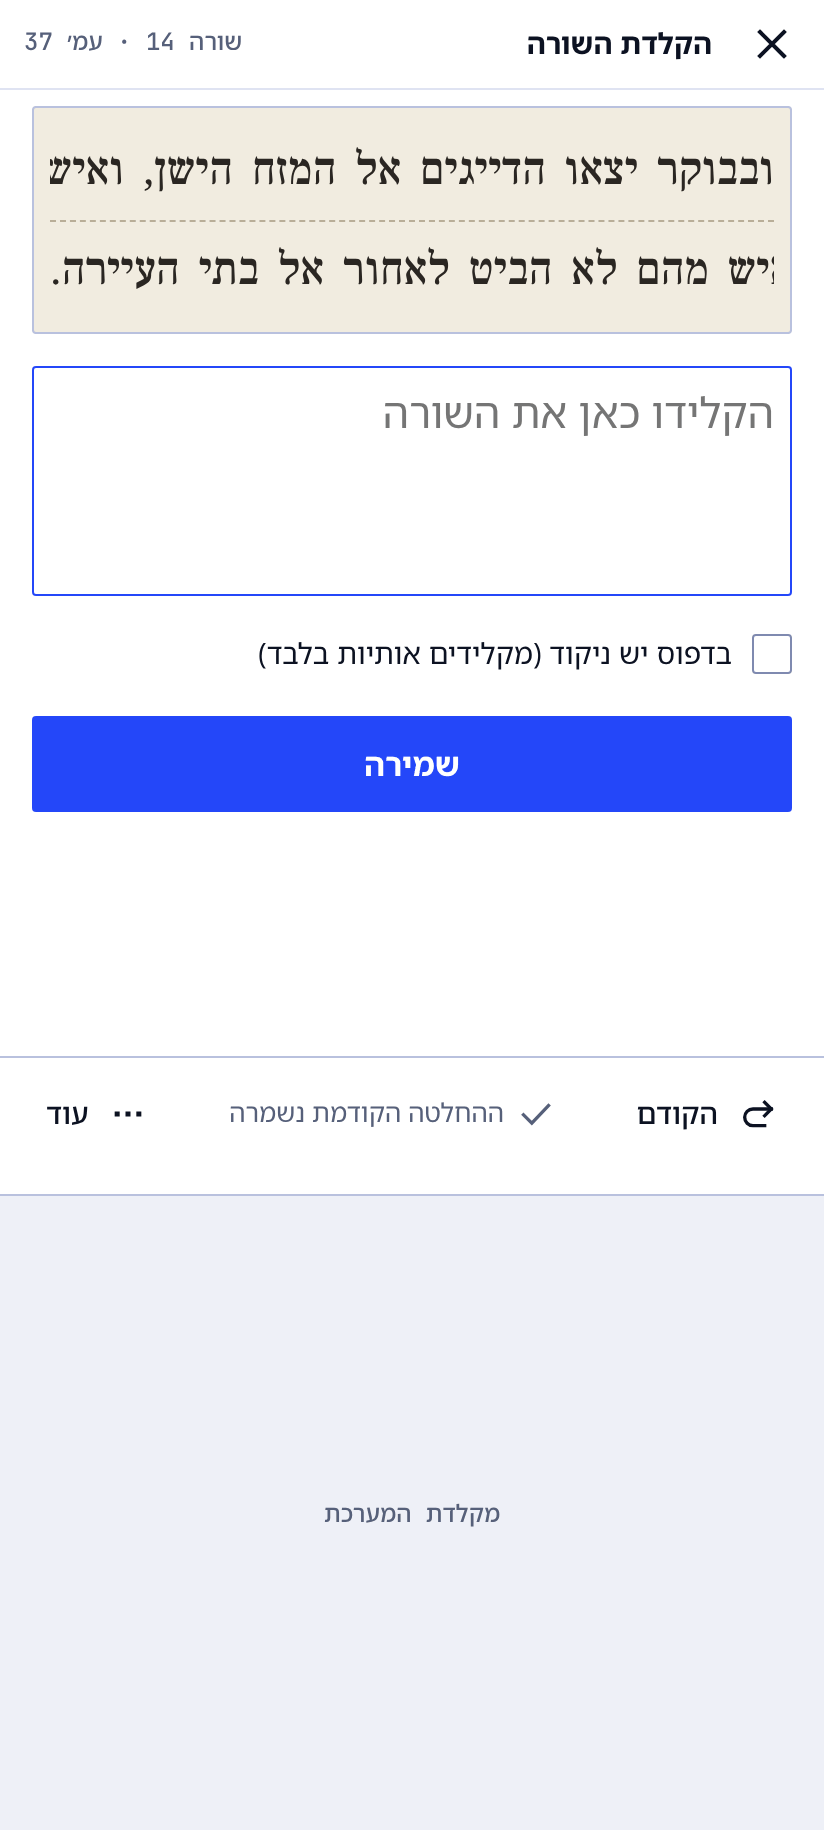 הקלדת השורה
שורה 14 · עמ׳ 37
ובבוקר יצאו הדייגים אל המזח הישן, ואיש
איש מהם לא הביט לאחור אל בתי העיירה.
הקלידו כאן את השורה
בדפוס יש ניקוד (מקלידים אותיות בלבד)
שמירה
הקודם
ההחלטה הקודמת נשמרה
עוד
מקלדת המערכת